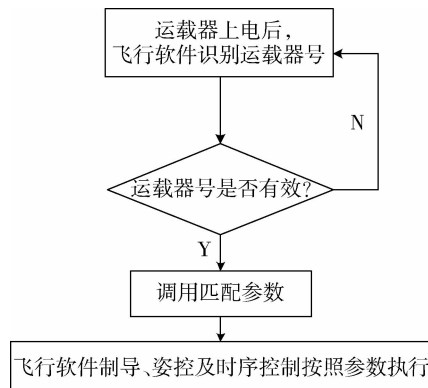 运载器上电后,
飞行软件识别运载器号
N
运载器号是否有效?
Y
调用匹配参数
飞行软件制导、姿控及时序控制按照参数执行